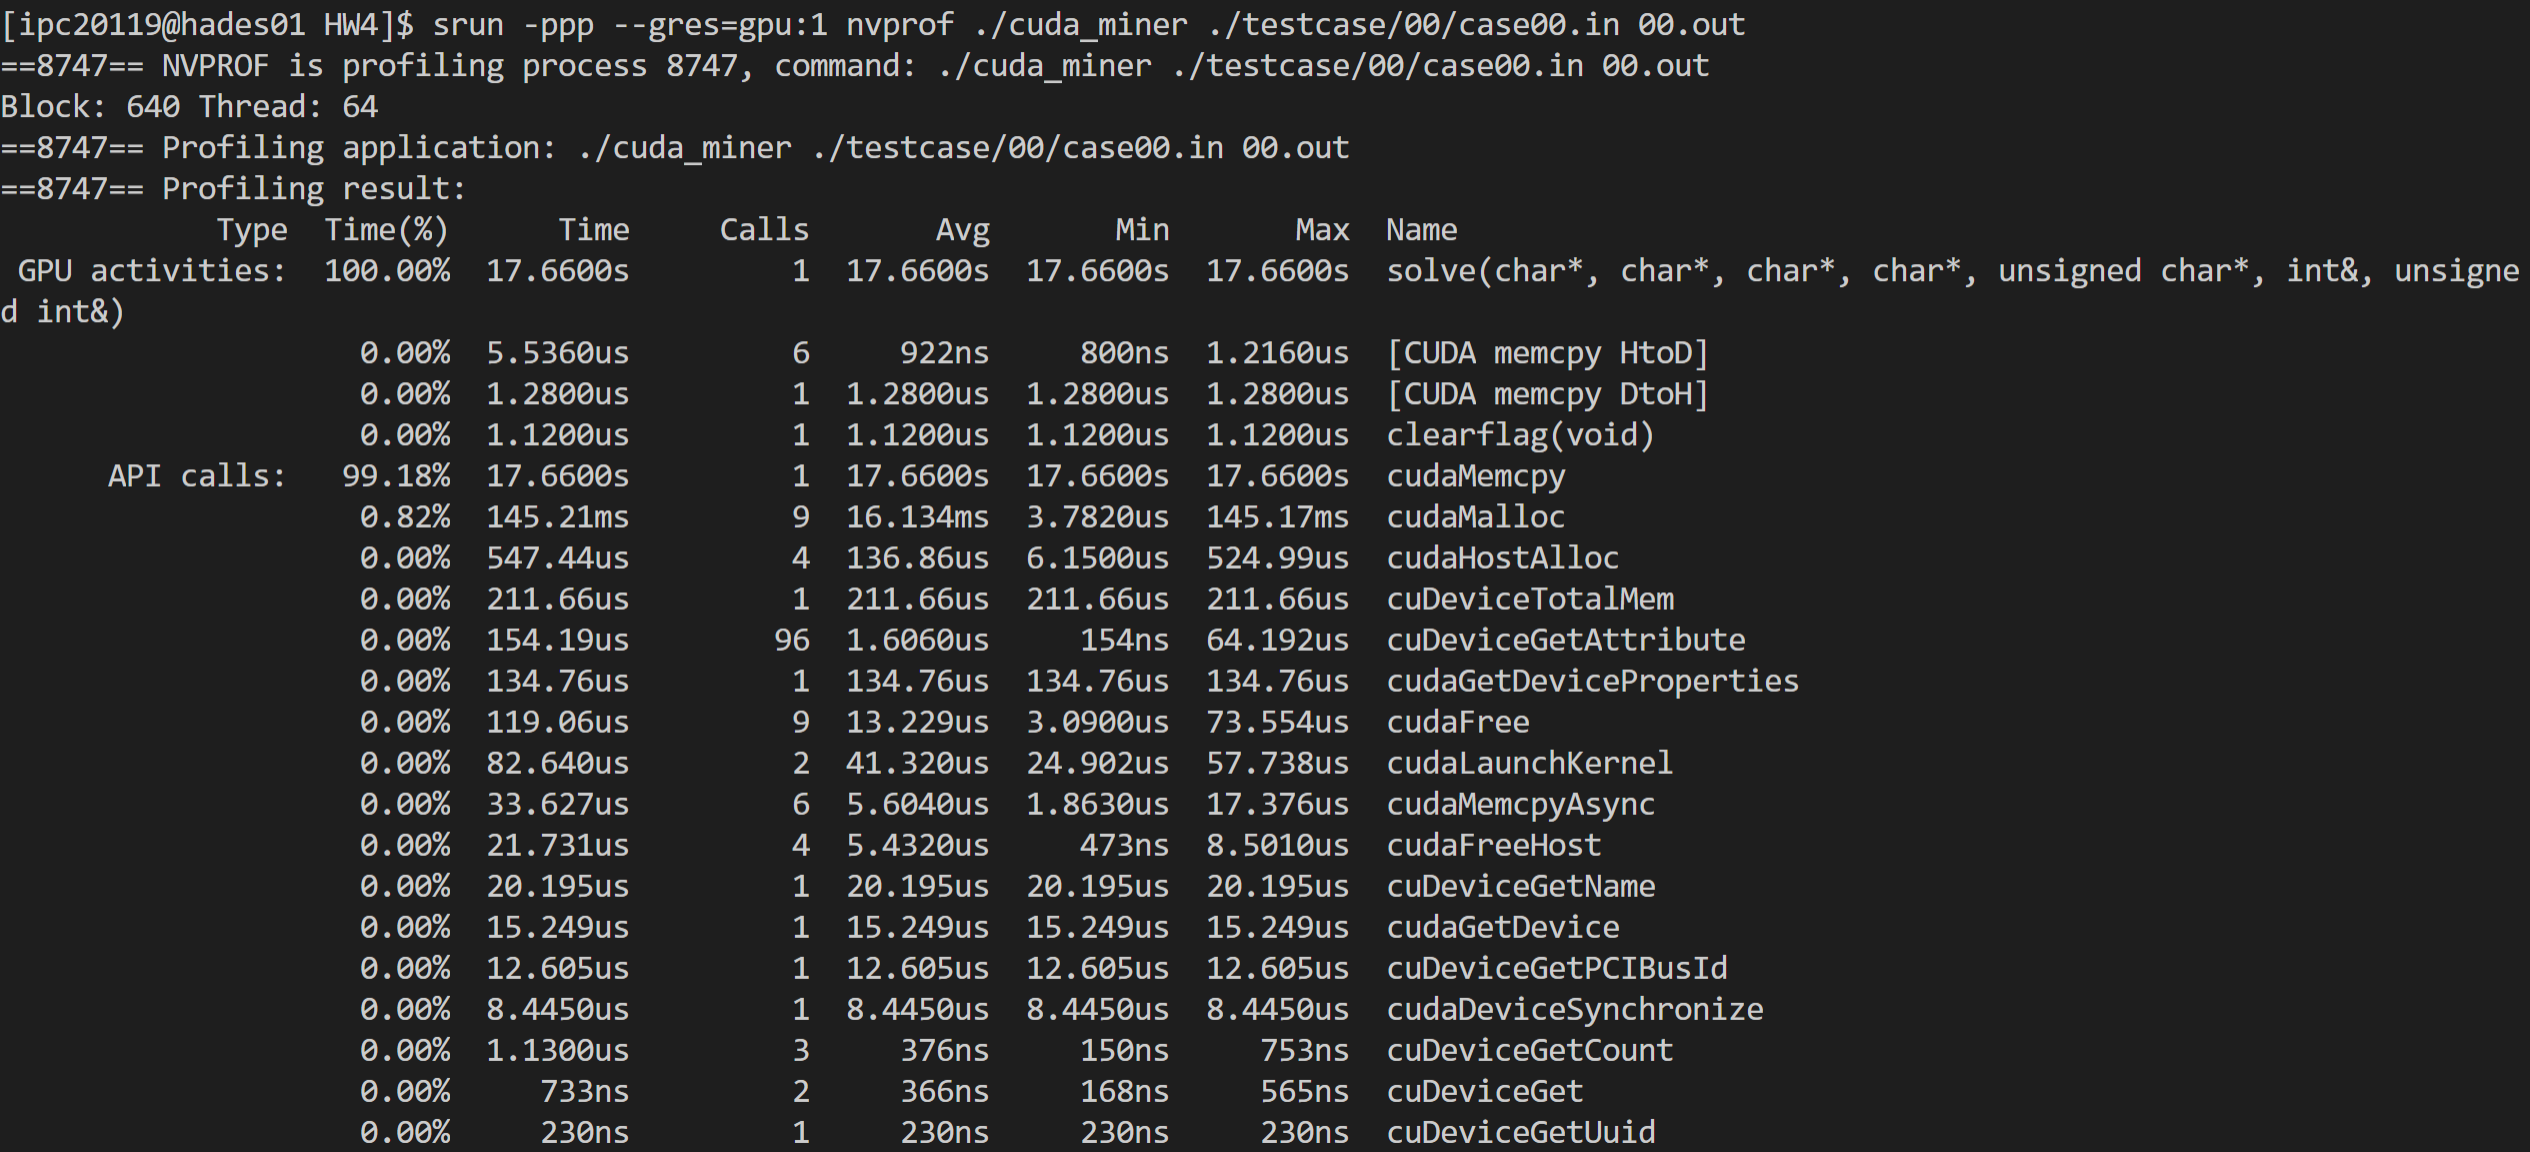 [ipc20119@hades01 HW4]$ srun -ppp --gres=gpu:1 nvprof ./cuda_miner ./testcase/00/case00.in 00.out
==8747== NVPROF is profiling process 8747, command: ./cuda_miner ./testcase/00/case00.in 00.out
Block: 640 Thread: 64
==8747== Profiling application: ./cuda_miner ./testcase/00/case00.in 00.out
==8747== Profiling result:
            Type  Time(%)      Time     Calls       Avg       Min       Max  Name
 GPU activities:  100.00%  17.6600s         1  17.6600s  17.6600s  17.6600s  solve(char*, char*, char*, char*, unsigned char*, int&, unsigne
d int&)
                    0.00%  5.5360us         6     922ns     800ns  1.2160us  [CUDA memcpy HtoD]
                    0.00%  1.2800us         1  1.2800us  1.2800us  1.2800us  [CUDA memcpy DtoH]
                    0.00%  1.1200us         1  1.1200us  1.1200us  1.1200us  clearflag(void)
      API calls:   99.18%  17.6600s         1  17.6600s  17.6600s  17.6600s  cudaMemcpy
                    0.82%  145.21ms         9  16.134ms  3.7820us  145.17ms  cudaMalloc
                    0.00%  547.44us         4  136.86us  6.1500us  524.99us  cudaHostAlloc
                    0.00%  211.66us         1  211.66us  211.66us  211.66us  cuDeviceTotalMem
                    0.00%  154.19us        96  1.6060us     154ns  64.192us  cuDeviceGetAttribute
                    0.00%  134.76us         1  134.76us  134.76us  134.76us  cudaGetDeviceProperties
                    0.00%  119.06us         9  13.229us  3.0900us  73.554us  cudaFree
                    0.00%  82.640us         2  41.320us  24.902us  57.738us  cudaLaunchKernel
                    0.00%  33.627us         6  5.6040us  1.8630us  17.376us  cudaMemcpyAsync
                    0.00%  21.731us         4  5.4320us     473ns  8.5010us  cudaFreeHost
                    0.00%  20.195us         1  20.195us  20.195us  20.195us  cuDeviceGetName
                    0.00%  15.249us         1  15.249us  15.249us  15.249us  cudaGetDevice
                    0.00%  12.605us         1  12.605us  12.605us  12.605us  cuDeviceGetPCIBusId
                    0.00%  8.4450us         1  8.4450us  8.4450us  8.4450us  cudaDeviceSynchronize
                    0.00%  1.1300us         3     376ns     150ns     753ns  cuDeviceGetCount
                    0.00%     733ns         2     366ns     168ns     565ns  cuDeviceGet
                    0.00%     230ns         1     230ns     230ns     230ns  cuDeviceGetUuid